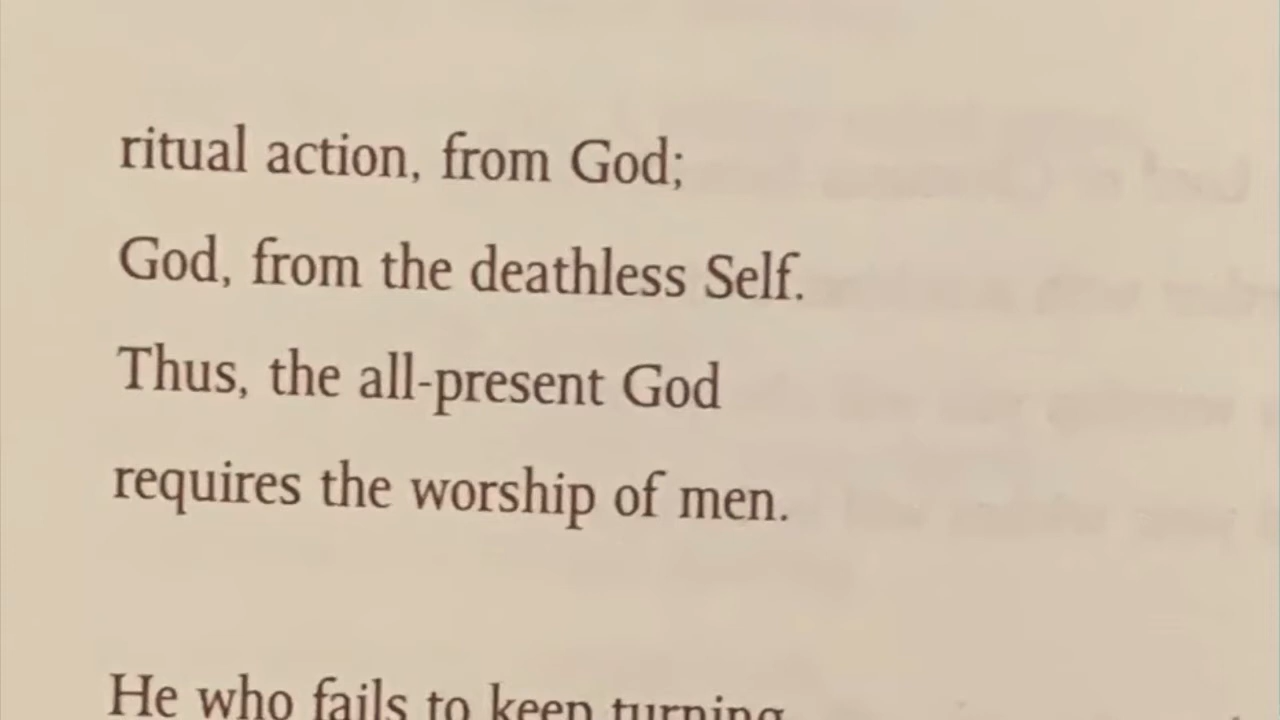 ritual action, from God;
God, from the deathless Self.
Thus, the all-present God
requires the worship of men.
He who fails to keep turning